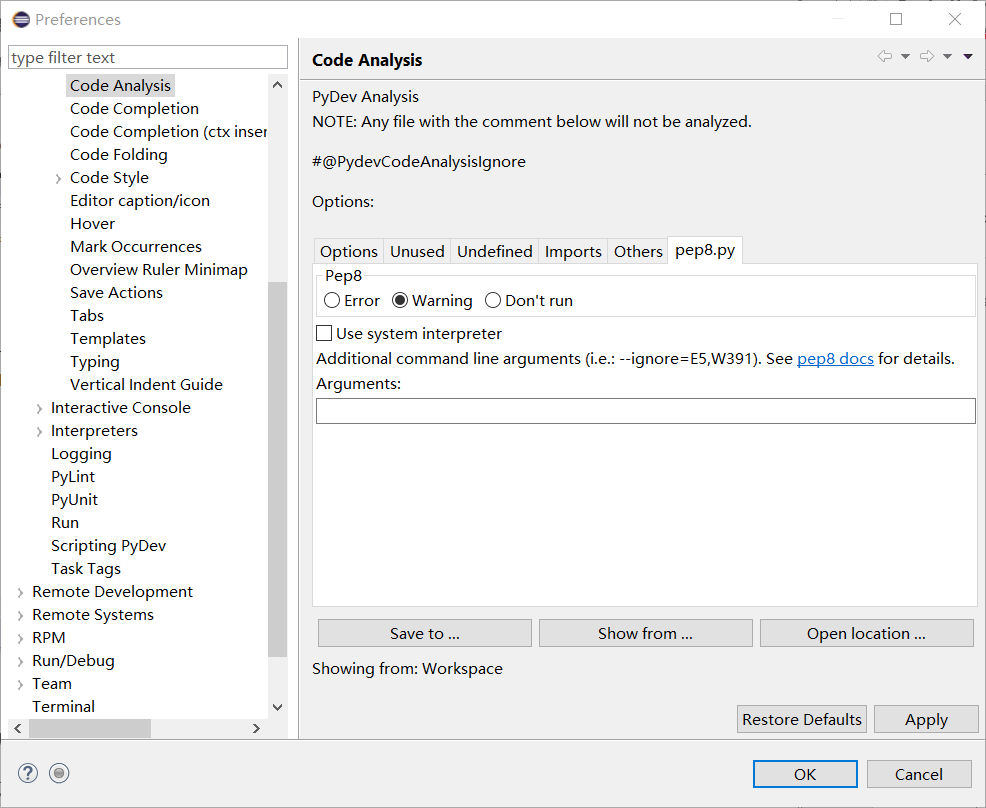 Preferences
type filter text
Code Analysis
Code Completion
Code Completion (ctx inser
Code Folding
Code Style
Editor caption/icon
Hover
Mark Occurrences
Overview Ruler Minimap
Save Actions
Tabs
Templates
Typing
Vertical Indent Guide
Interactive Console
Interpreters
Logging
PyLint
PyUnit
Run
Scripting PyDev
Task Tags
Remote Development
Remote Systems
RPM
Run/Debug
Team
Terminal
Code Analysis
PyDev Analysis
NOTE: Any file with the comment below will not be analyzed.
#@PydevCodeAnalysisIgnore
Options:
Options Unused Undefined Imports Others pep8.py
Pep8
Error Warning Don't run
Use system interpreter
Additional command line arguments (i.e.: --ignore=E5,W391). See pep8 docs for details.
Arguments:
Save to ... Show from ... Open location ...
Showing from: Workspace
Restore Defaults Apply
? OK Cancel